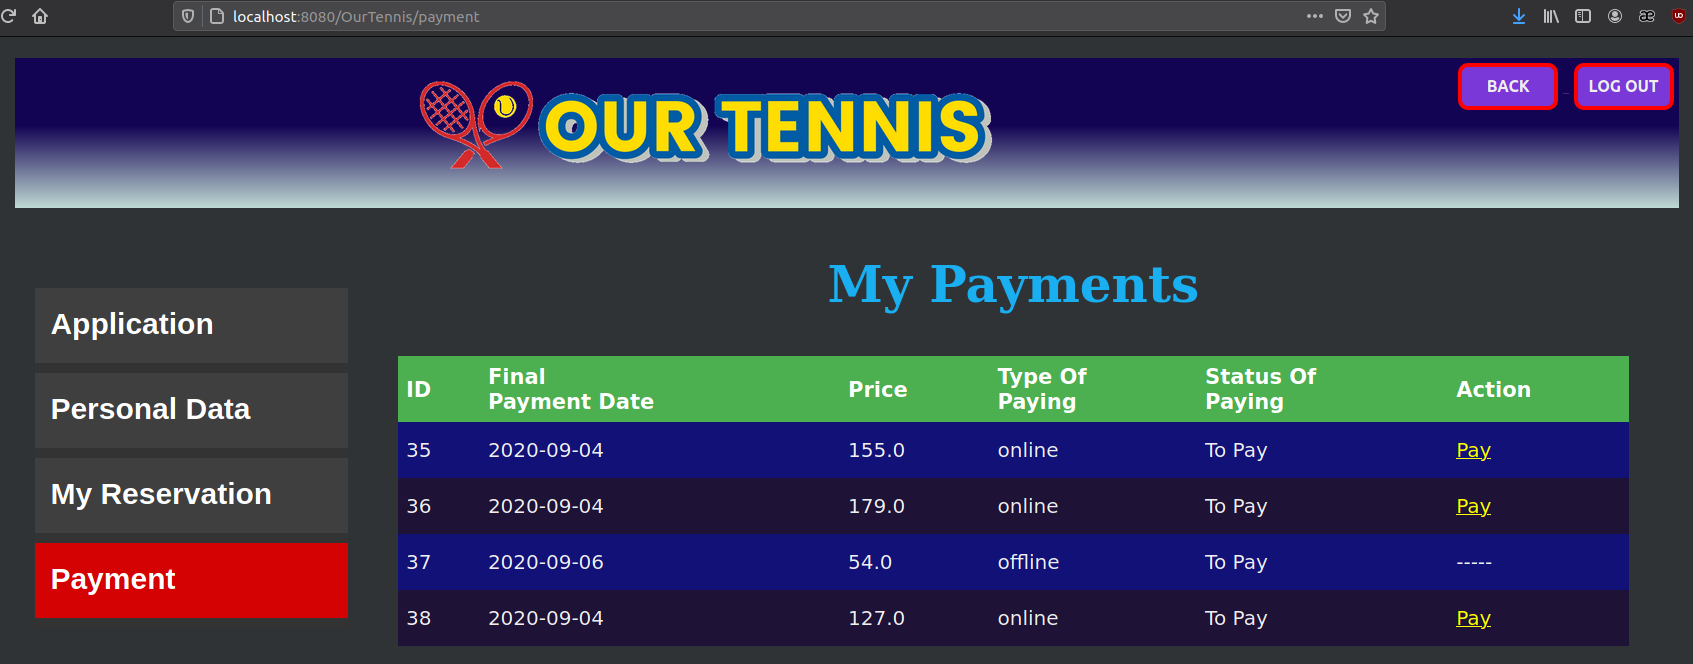 localhost:8080/OurTennis/payment
BACK
LOG OUT
OUR TENNIS
My Payments
Application
Personal Data
My Reservation
Payment
ID Final Payment Date Price Type Of Paying Status Of Paying Action
35 2020-09-04 155.0 online To Pay Pay
36 2020-09-04 179.0 online To Pay Pay
37 2020-09-06 54.0 offline To Pay -----
38 2020-09-04 127.0 online To Pay Pay